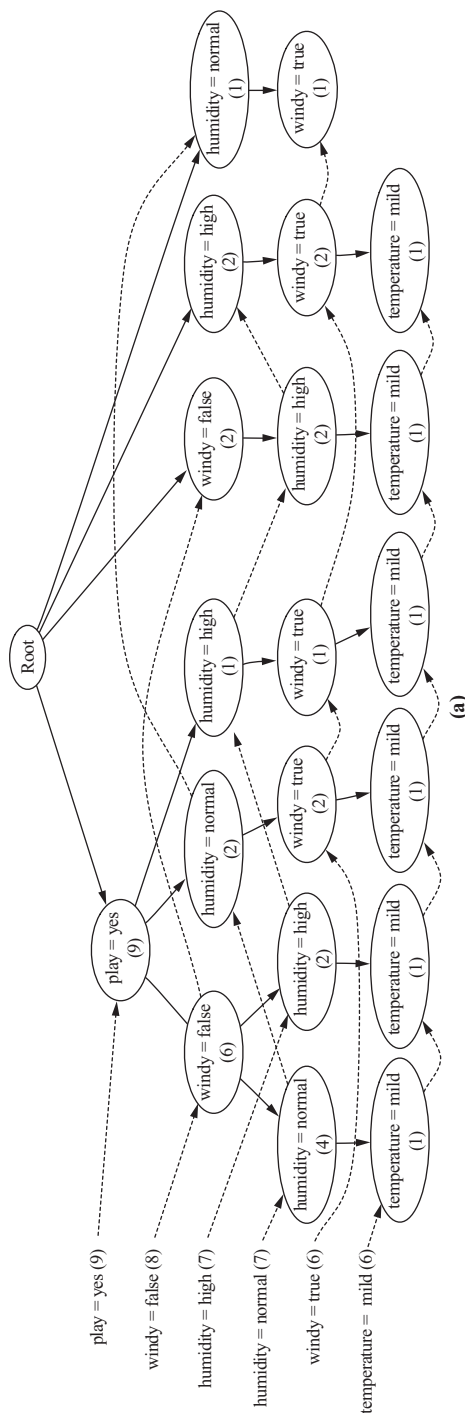 Root
play = yes
(9)
windy = false
(6)
humidity = normal
(2)
humidity = high
(1)
windy = false
(2)
humidity = high
(2)
humidity = normal
(1)
humidity = normal
(4)
humidity = high
(2)
windy = true
(2)
windy = true
(1)
humidity = high
(2)
windy = true
(2)
windy = true
(1)
temperature = mild
(1)
temperature = mild
(1)
temperature = mild
(1)
temperature = mild
(1)
temperature = mild
(1)
temperature = mild
(1)
play = yes (9)
windy = false (8)
humidity = high (7)
humidity = normal (7)
windy = true (6)
temperature = mild (6)
(a)